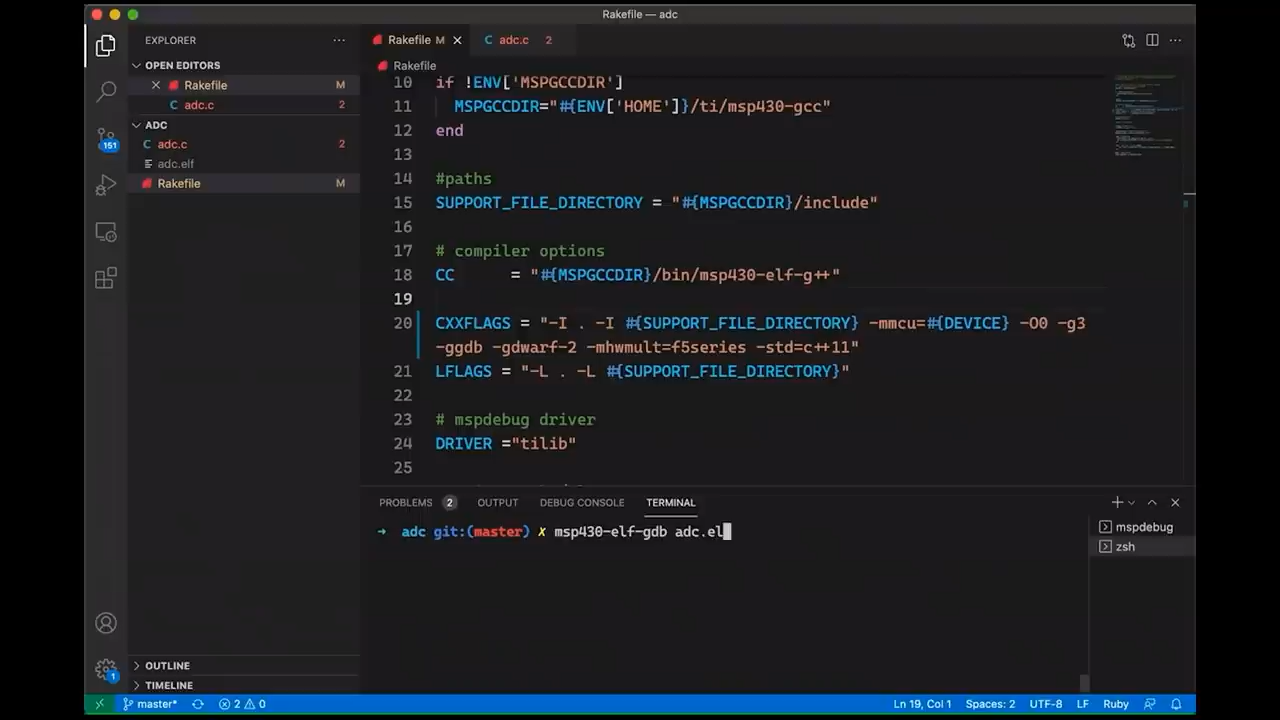 Rakefile — adc
EXPLORER
OPEN EDITORS
Rakefile M
adc.c 2
ADC
adc.c 2
adc.elf
Rakefile M
151
OUTLINE
TIMELINE
1
Rakefile M
adc.c 2
Rakefile
10 if !ENV['MSPGCCDIR']
11 MSPGCCDIR="#{ENV['HOME']}/ti/msp430-gcc"
12 end
13
14 #paths
15 SUPPORT_FILE_DIRECTORY = "#{MSPGCCDIR}/include"
16
17 # compiler options
18 CC = "#{MSPGCCDIR}/bin/msp430-elf-g++"
19
20 CXXFLAGS = "-I . -I #{SUPPORT_FILE_DIRECTORY} -mmcu=#{DEVICE} -O0 -g3
-ggdb -gdwarf-2 -mhwmult=f5series -std=c++11"
21 LFLAGS = "-L . -L #{SUPPORT_FILE_DIRECTORY}"
22
23 # mspdebug driver
24 DRIVER ="tilib"
25
PROBLEMS 2 OUTPUT DEBUG CONSOLE TERMINAL
➜ adc git:(master) ✗ msp430-elf-gdb adc.el
mspdebug
zsh
master* 2 0 Ln 19, Col 1 Spaces: 2 UTF-8 LF Ruby